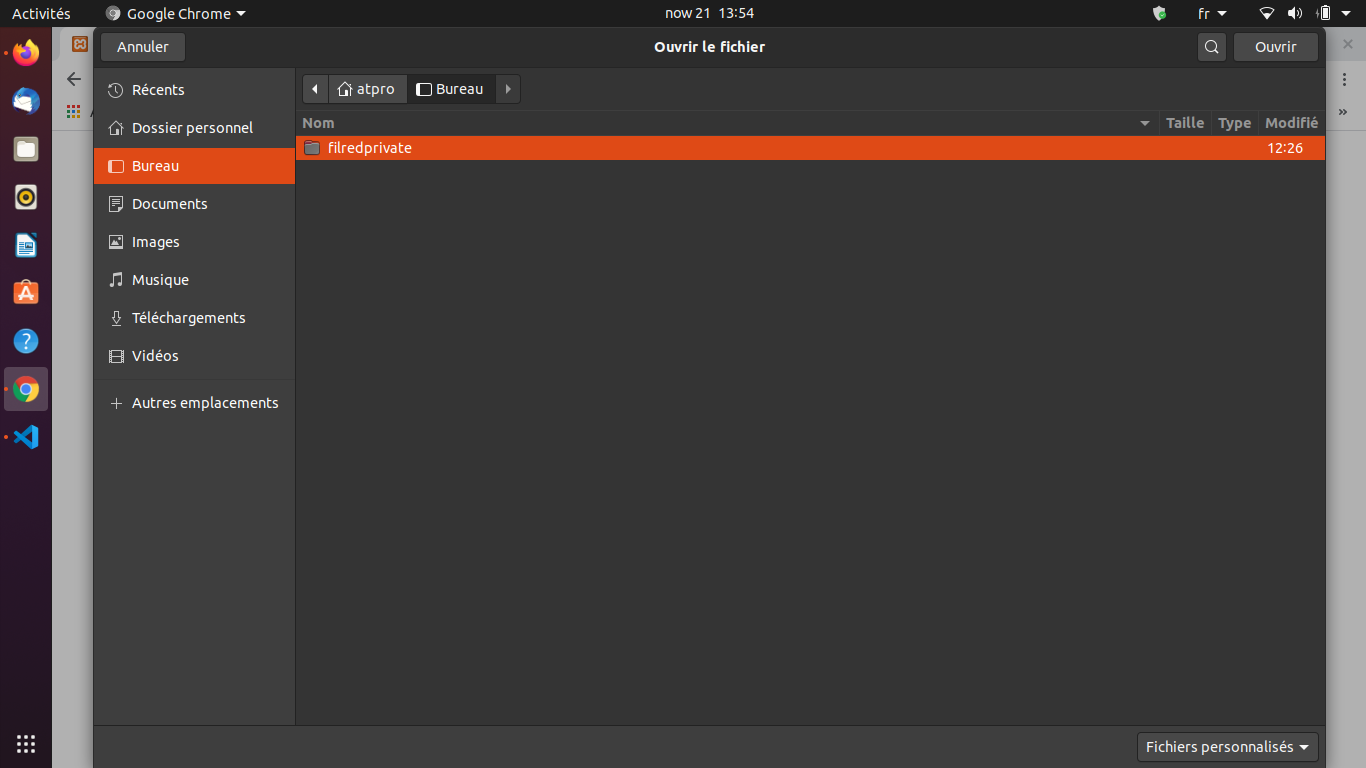 Activités Google Chrome now 21 13:54 fr
Annuler Ouvrir le fichier Ouvrir
Récents
Dossier personnel
Bureau
Documents
Images
Musique
Téléchargements
Vidéos
Autres emplacements
atpro Bureau
Nom Taille Type Modifié
filredprivate 12:26
Fichiers personnalisés